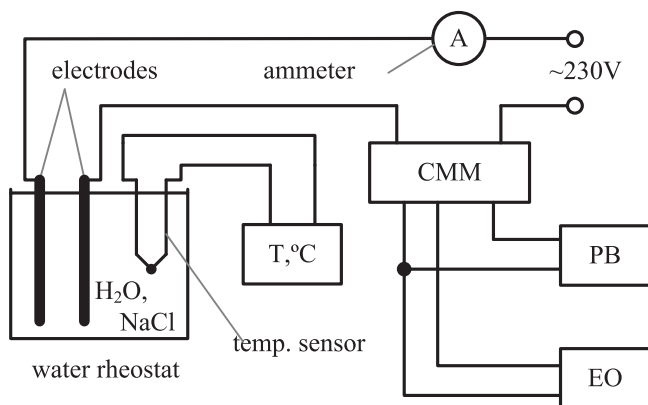 A
electrodes
ammeter
~230V
CMM
T,ºC
PB
H₂O,
NaCl
temp. sensor
water rheostat
EO